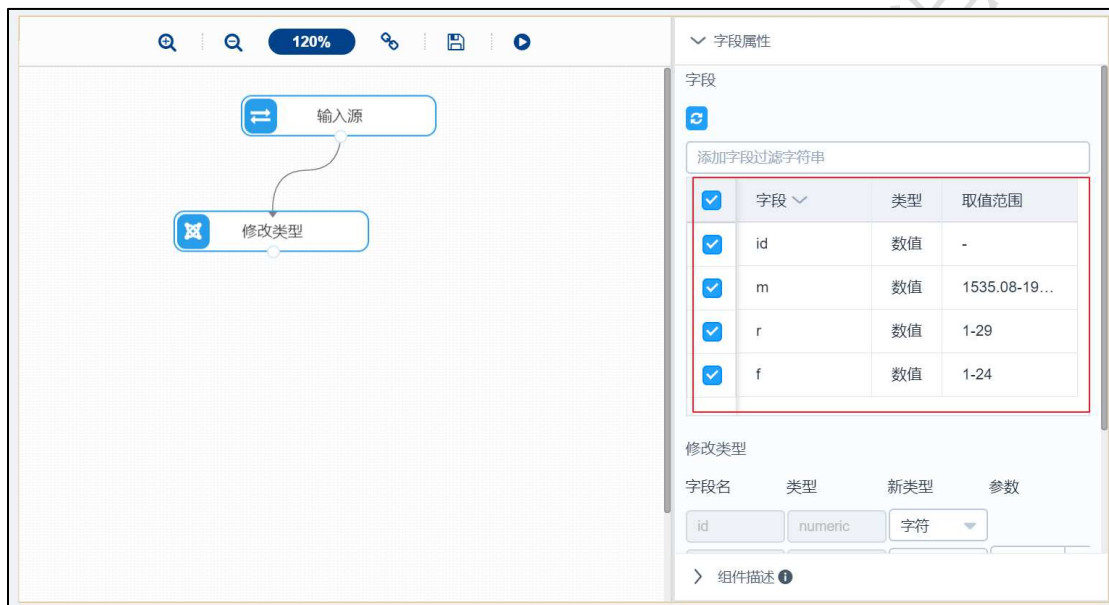 120%
字段属性
字段
输入源
添加字段过滤字符串
字段 类型 取值范围
id 数值 -
m 数值 1535.08-19...
修改类型
r 数值 1-29
f 数值 1-24
修改类型
字段名 类型 新类型 参数
id numeric 字符
组件描述